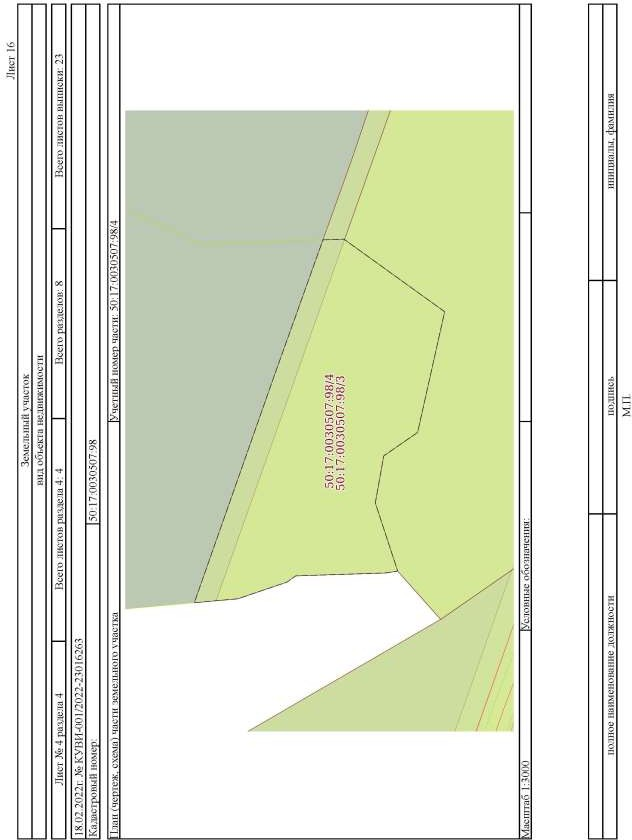 Лист 16
Земельный участок
вид объекта недвижимости
Лист № 4 раздела 4
Всего листов раздела 4: 4
Всего разделов: 8
Всего листов выписки: 23
18.02.2022г. № КУВИ-001/2022-23016263
Кадастровый номер:
50:17:0030507:98
План (чертеж, схема) части земельного участка
Учетный номер части: 50:17:0030507:98/4
50:17:0030507:98/4
50:17:0030507:98/3
Масштаб 1:3000
Условные обозначения:
полное наименование должности
подпись
инициалы, фамилия
М.П.